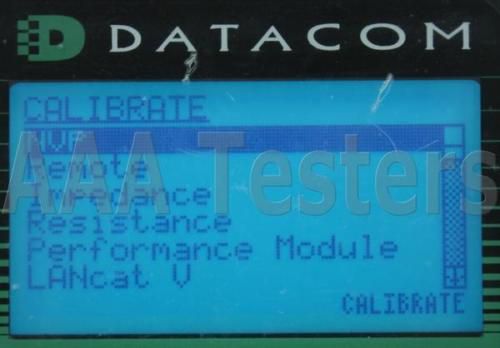 DATACOM
CALIBRATE
NVP
Remote
Impedance
Resistance
Performance Module
LANcat V
CALIBRATE
AAA Testers